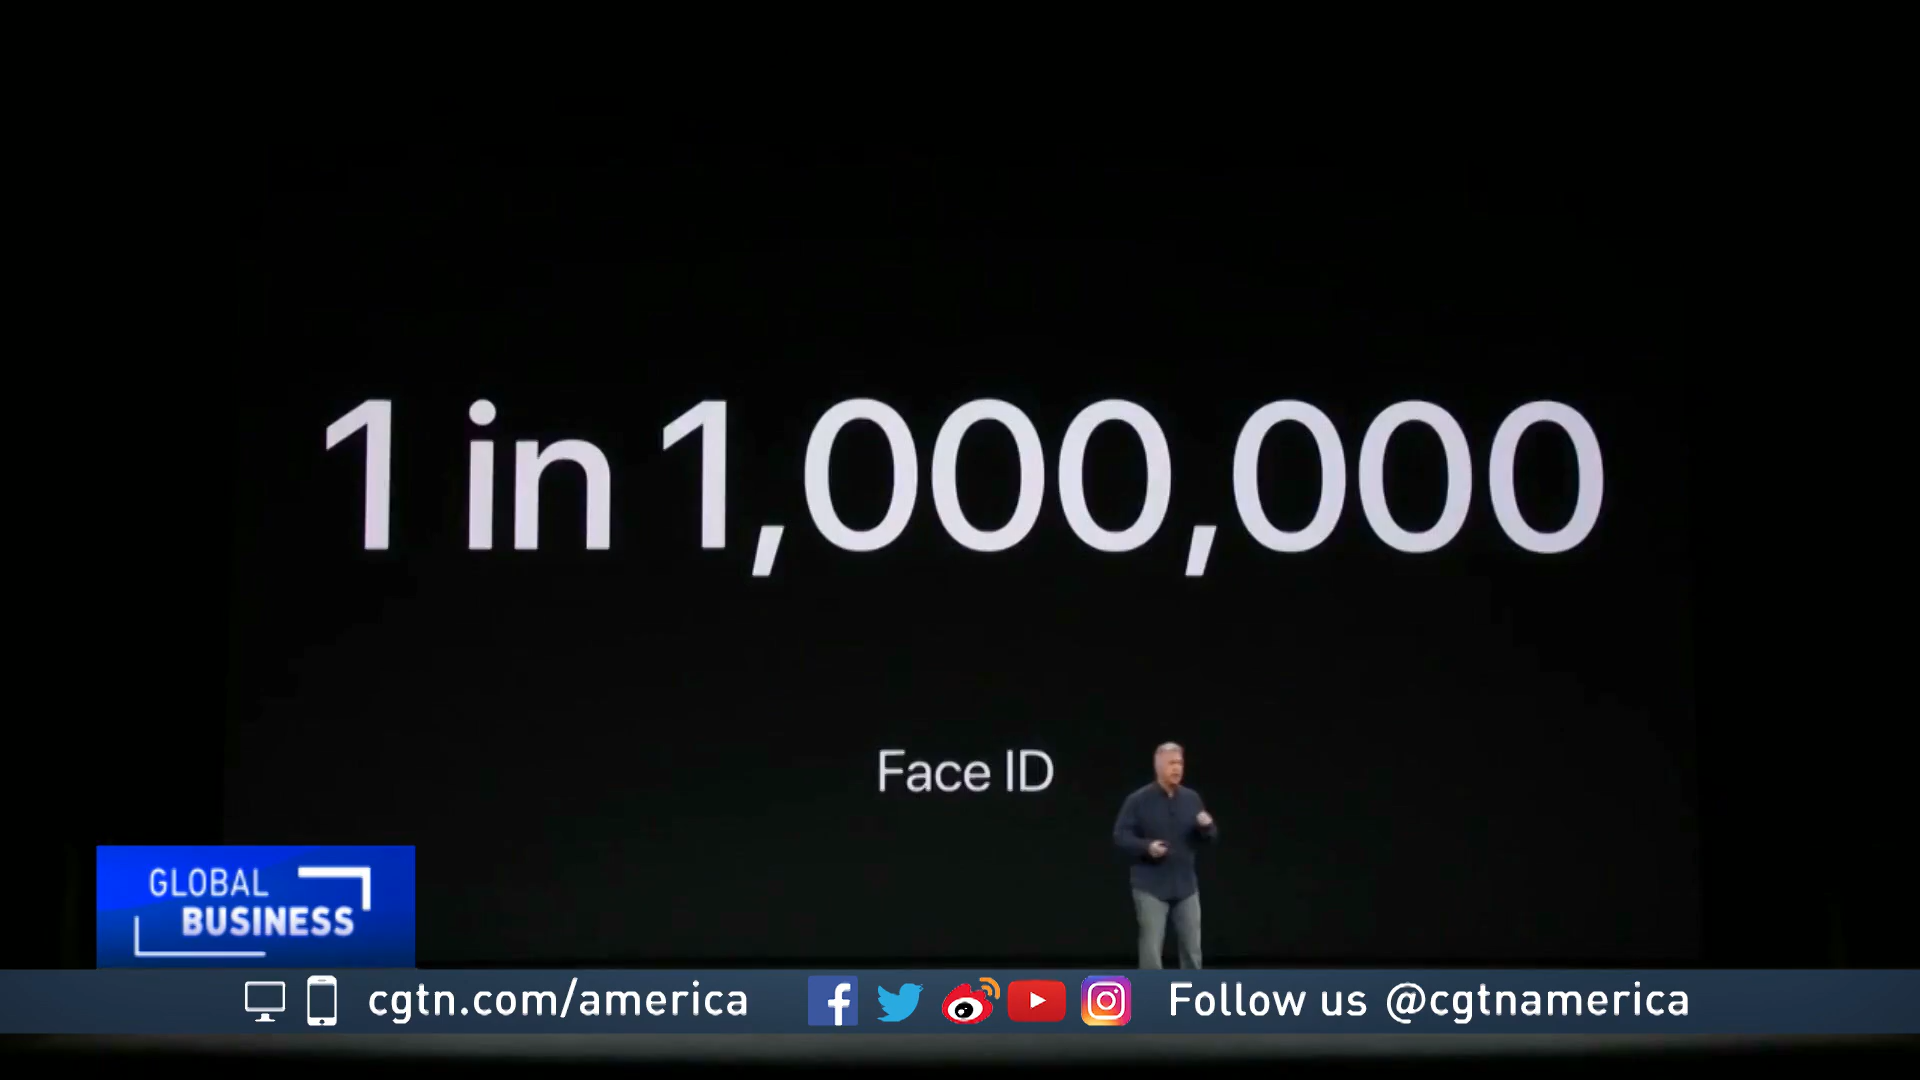 1 in 1,000,000
Face ID
GLOBAL
BUSINESS
cgtn.com/america
Follow us @cgtnamerica